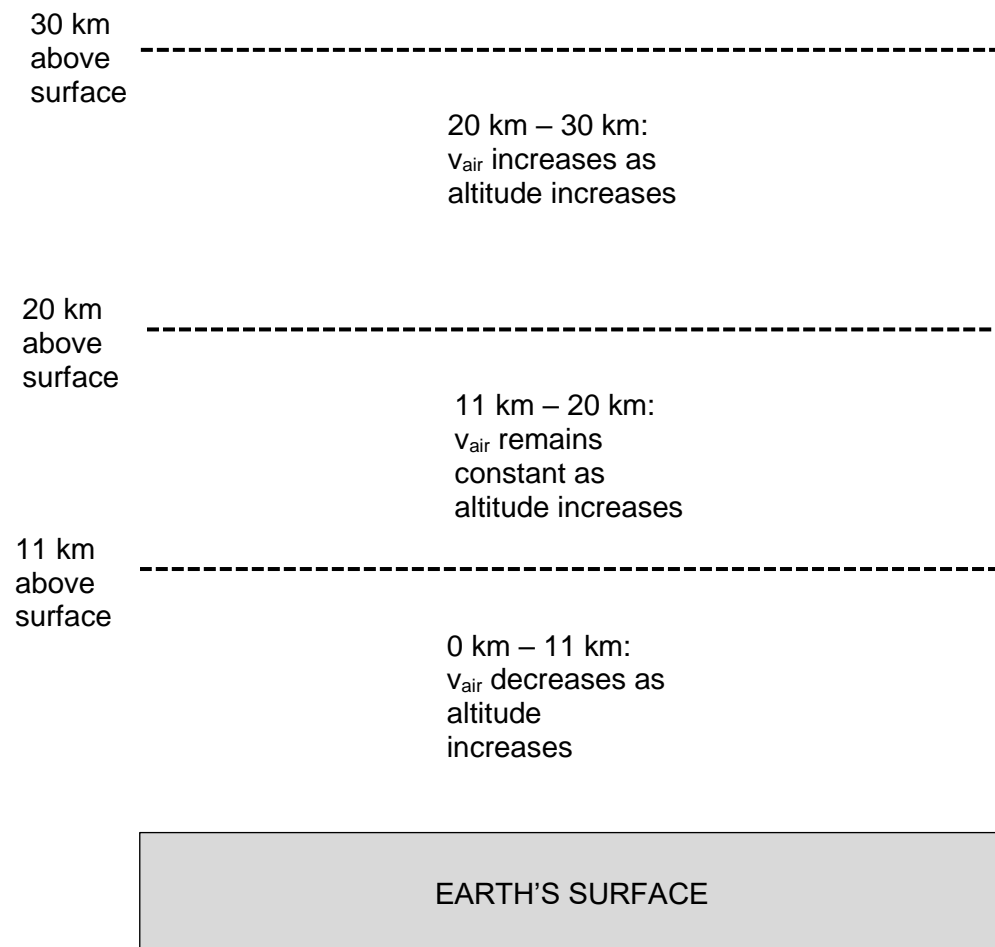 30 km
above
surface
20 km – 30 km:
vair increases as
altitude increases
20 km
above
surface
11 km – 20 km:
vair remains
constant as
altitude increases
11 km
above
surface
0 km – 11 km:
vair decreases as
altitude
increases
EARTH'S SURFACE